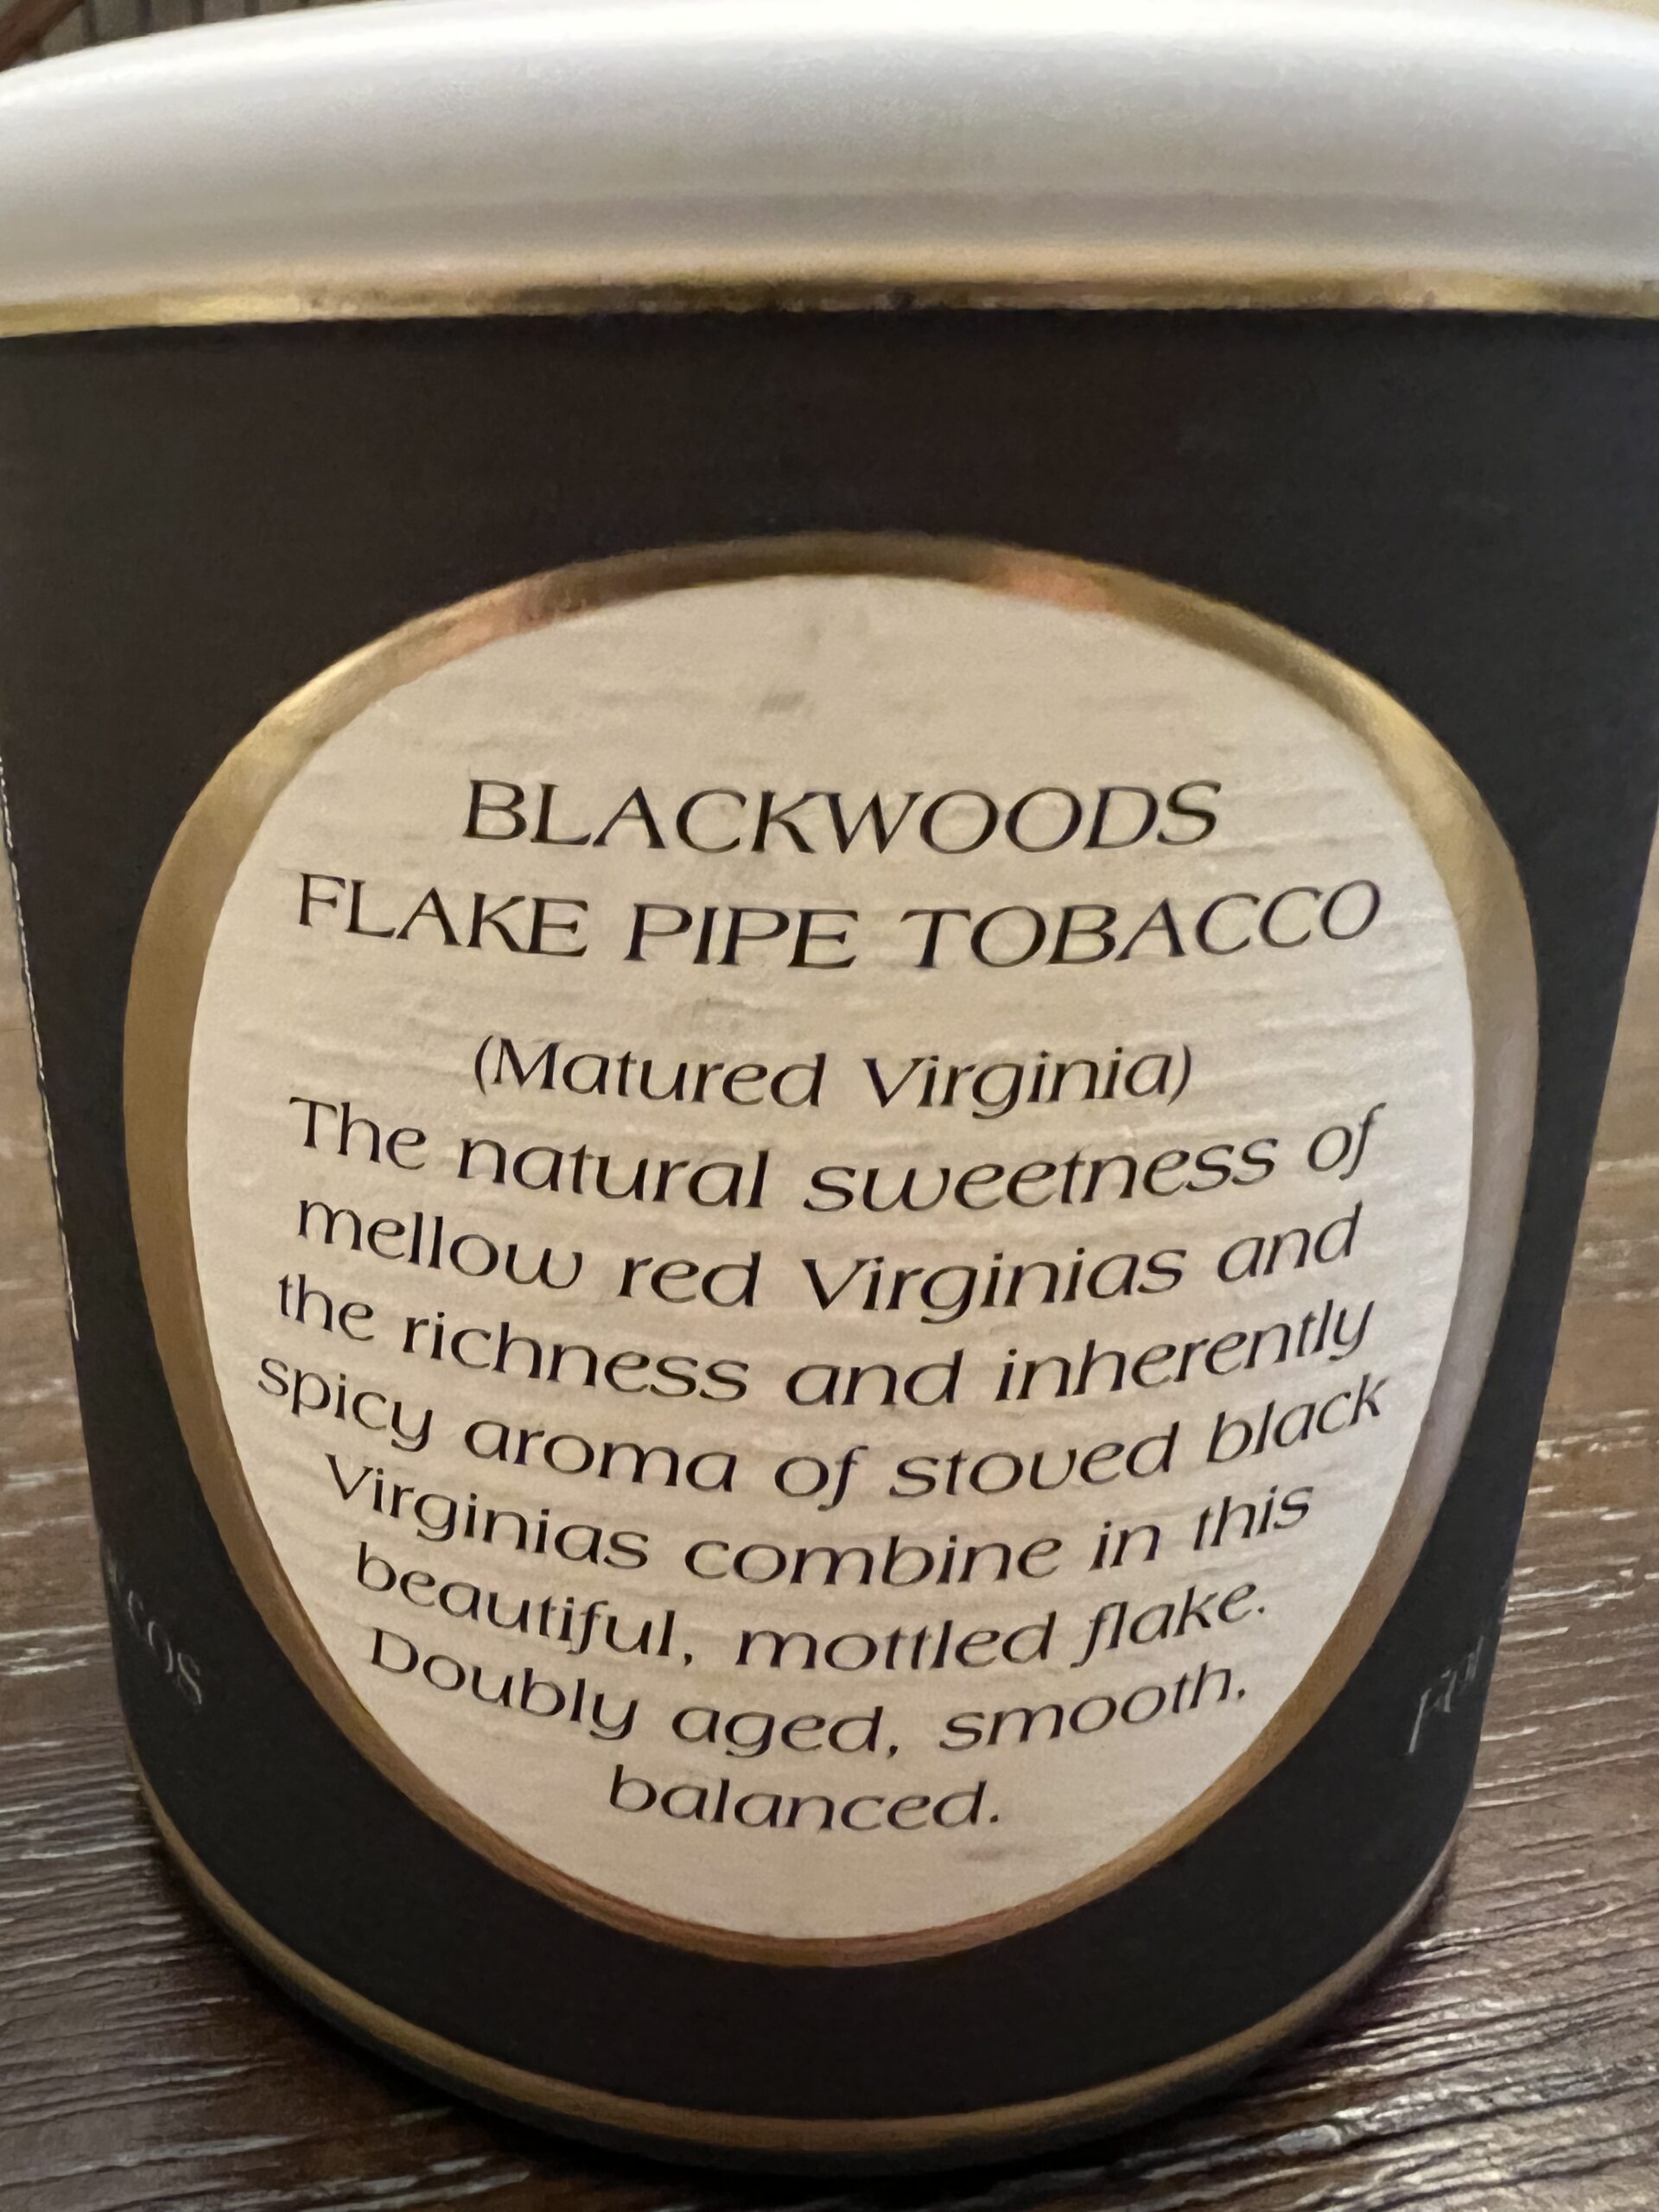 BLACKWOODS
FLAKE PIPE TOBACCO
(Matured Virginia)
The natural sweetness of
mellow red Virginias and
the richness and inherently
spicy aroma of stoved black
Virginias combine in this
beautiful, mottled flake.
Doubly aged, smooth,
balanced.